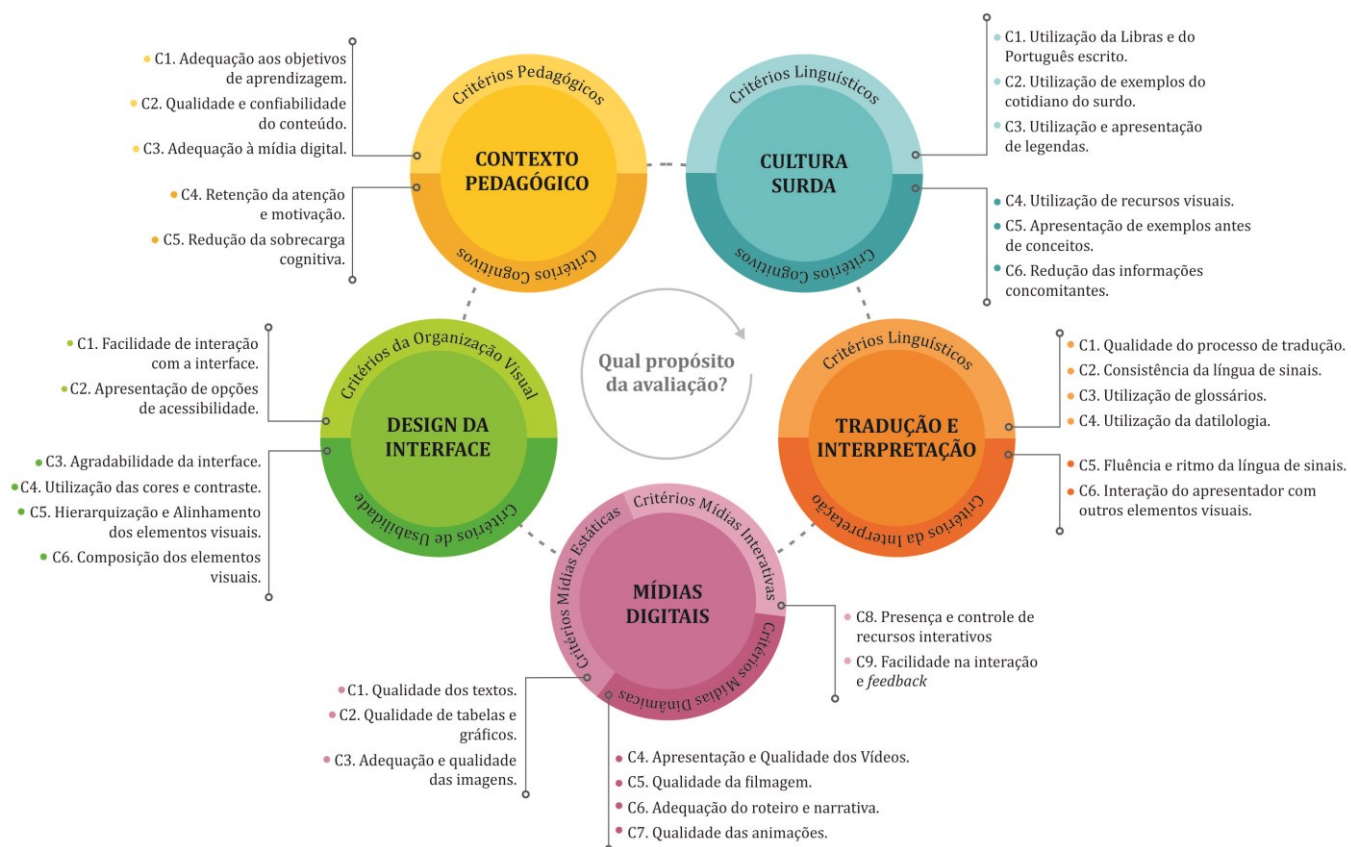 Critérios Pedagógicos
CONTEXTO
PEDAGÓGICO
Critérios Cognitivos
C1. Adequação aos objetivos
de aprendizagem.
C2. Qualidade e confiabilidade
do conteúdo.
C3. Adequação à mídia digital.
C4. Retenção da atenção
e motivação.
C5. Redução da sobrecarga
cognitiva.
Critérios Linguísticos
CULTURA
SURDA
Critérios Cognitivos
C1. Utilização da Libras e do
Português escrito.
C2. Utilização de exemplos do
cotidiano do surdo.
C3. Utilização e apresentação
de legendas.
C4. Utilização de recursos visuais.
C5. Apresentação de exemplos antes
de conceitos.
C6. Redução das informações
concomitantes.
Qual propósito
da avaliação?
Critérios da Organização Visual
DESIGN DA
INTERFACE
Critérios de Usabilidade
C1. Facilidade de interação
com a interface.
C2. Apresentação de opções
de acessibilidade.
C3. Agradabilidade da interface.
C4. Utilização das cores e contraste.
C5. Hierarquização e Alinhamento
dos elementos visuais.
C6. Composição dos elementos
visuais.
Critérios Linguísticos
TRADUÇÃO E
INTERPRETAÇÃO
Critérios da Interpretação
C1. Qualidade do processo de tradução.
C2. Consistência da língua de sinais.
C3. Utilização de glossários.
C4. Utilização da datilologia.
C5. Fluência e ritmo da língua de sinais.
C6. Interação do apresentador com
outros elementos visuais.
Critérios Mídias Estáticas
Critérios Mídias Interativas
MÍDIAS
DIGITAIS
Critérios Mídias Dinâmicas
C1. Qualidade dos textos.
C2. Qualidade de tabelas e
gráficos.
C3. Adequação e qualidade
das imagens.
C4. Apresentação e Qualidade dos Vídeos.
C5. Qualidade da filmagem.
C6. Adequação do roteiro e narrativa.
C7. Qualidade das animações.
C8. Presença e controle de
recursos interativos
C9. Facilidade na interação
e feedback